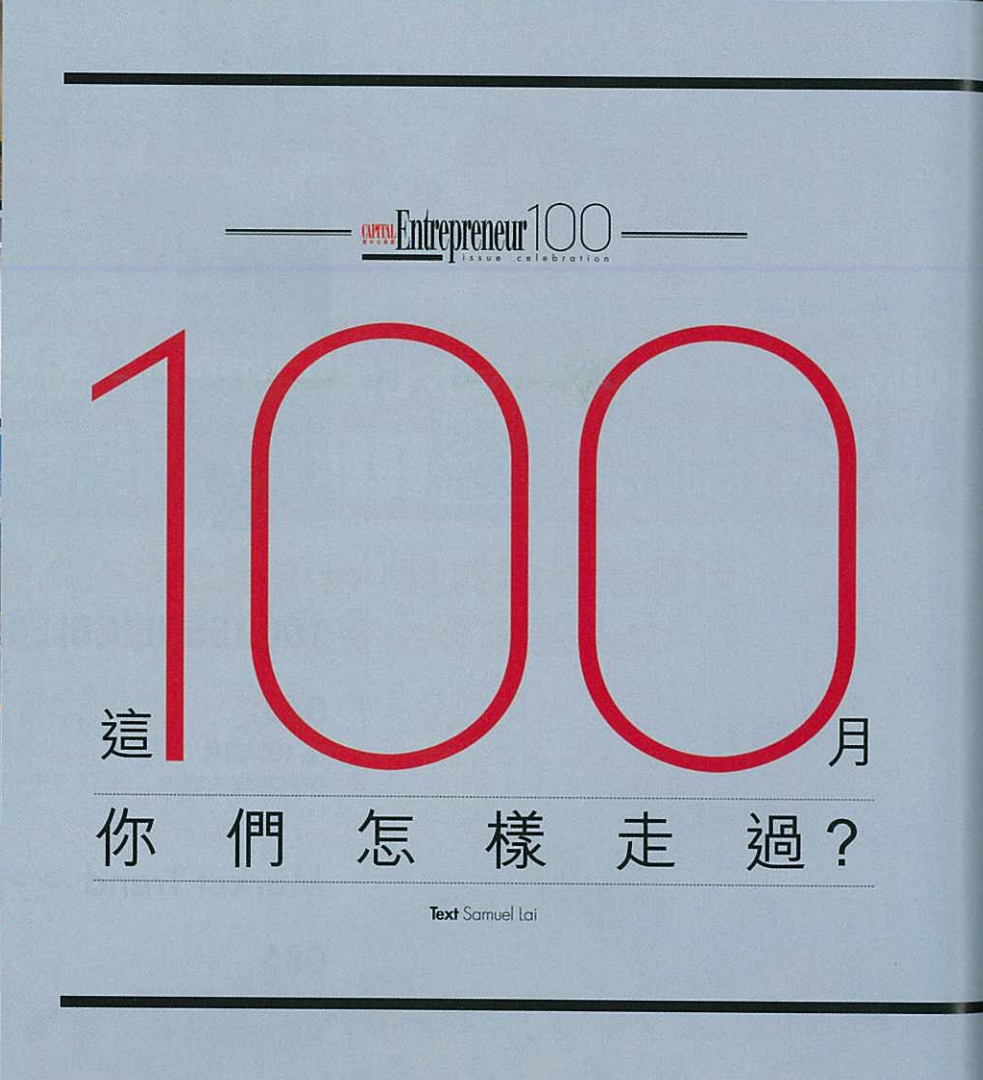 CAPITAL Entrepreneur 100
issue celebration
這100月
你們怎樣走過？
Text Samuel Lai